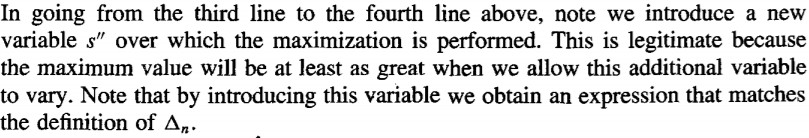 In going from the third line to the fourth line above, note we introduce a new
variable s″ over which the maximization is performed. This is legitimate because
the maximum value will be at least as great when we allow this additional variable
to vary. Note that by introducing this variable we obtain an expression that matches
the definition of Δₙ.